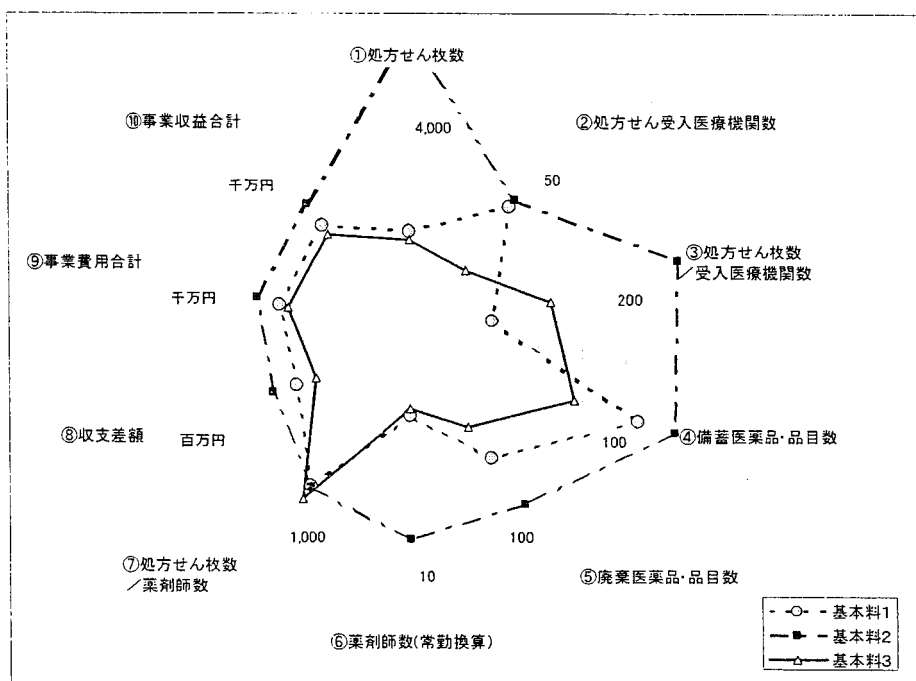 ①処方せん枚数
⑩事業収益合計
4,000
②処方せん受入医療機関数
千万円
50
⑨事業費用合計
③処方せん枚数
／受入医療機関数
千万円
200
⑧収支差額
百万円
100
④備蓄医薬品・品目数
1,000
100
⑦処方せん枚数
／薬剤師数
10
⑤廃棄医薬品・品目数
⑥薬剤師数(常勤換算)
基本料1
基本料2
基本料3